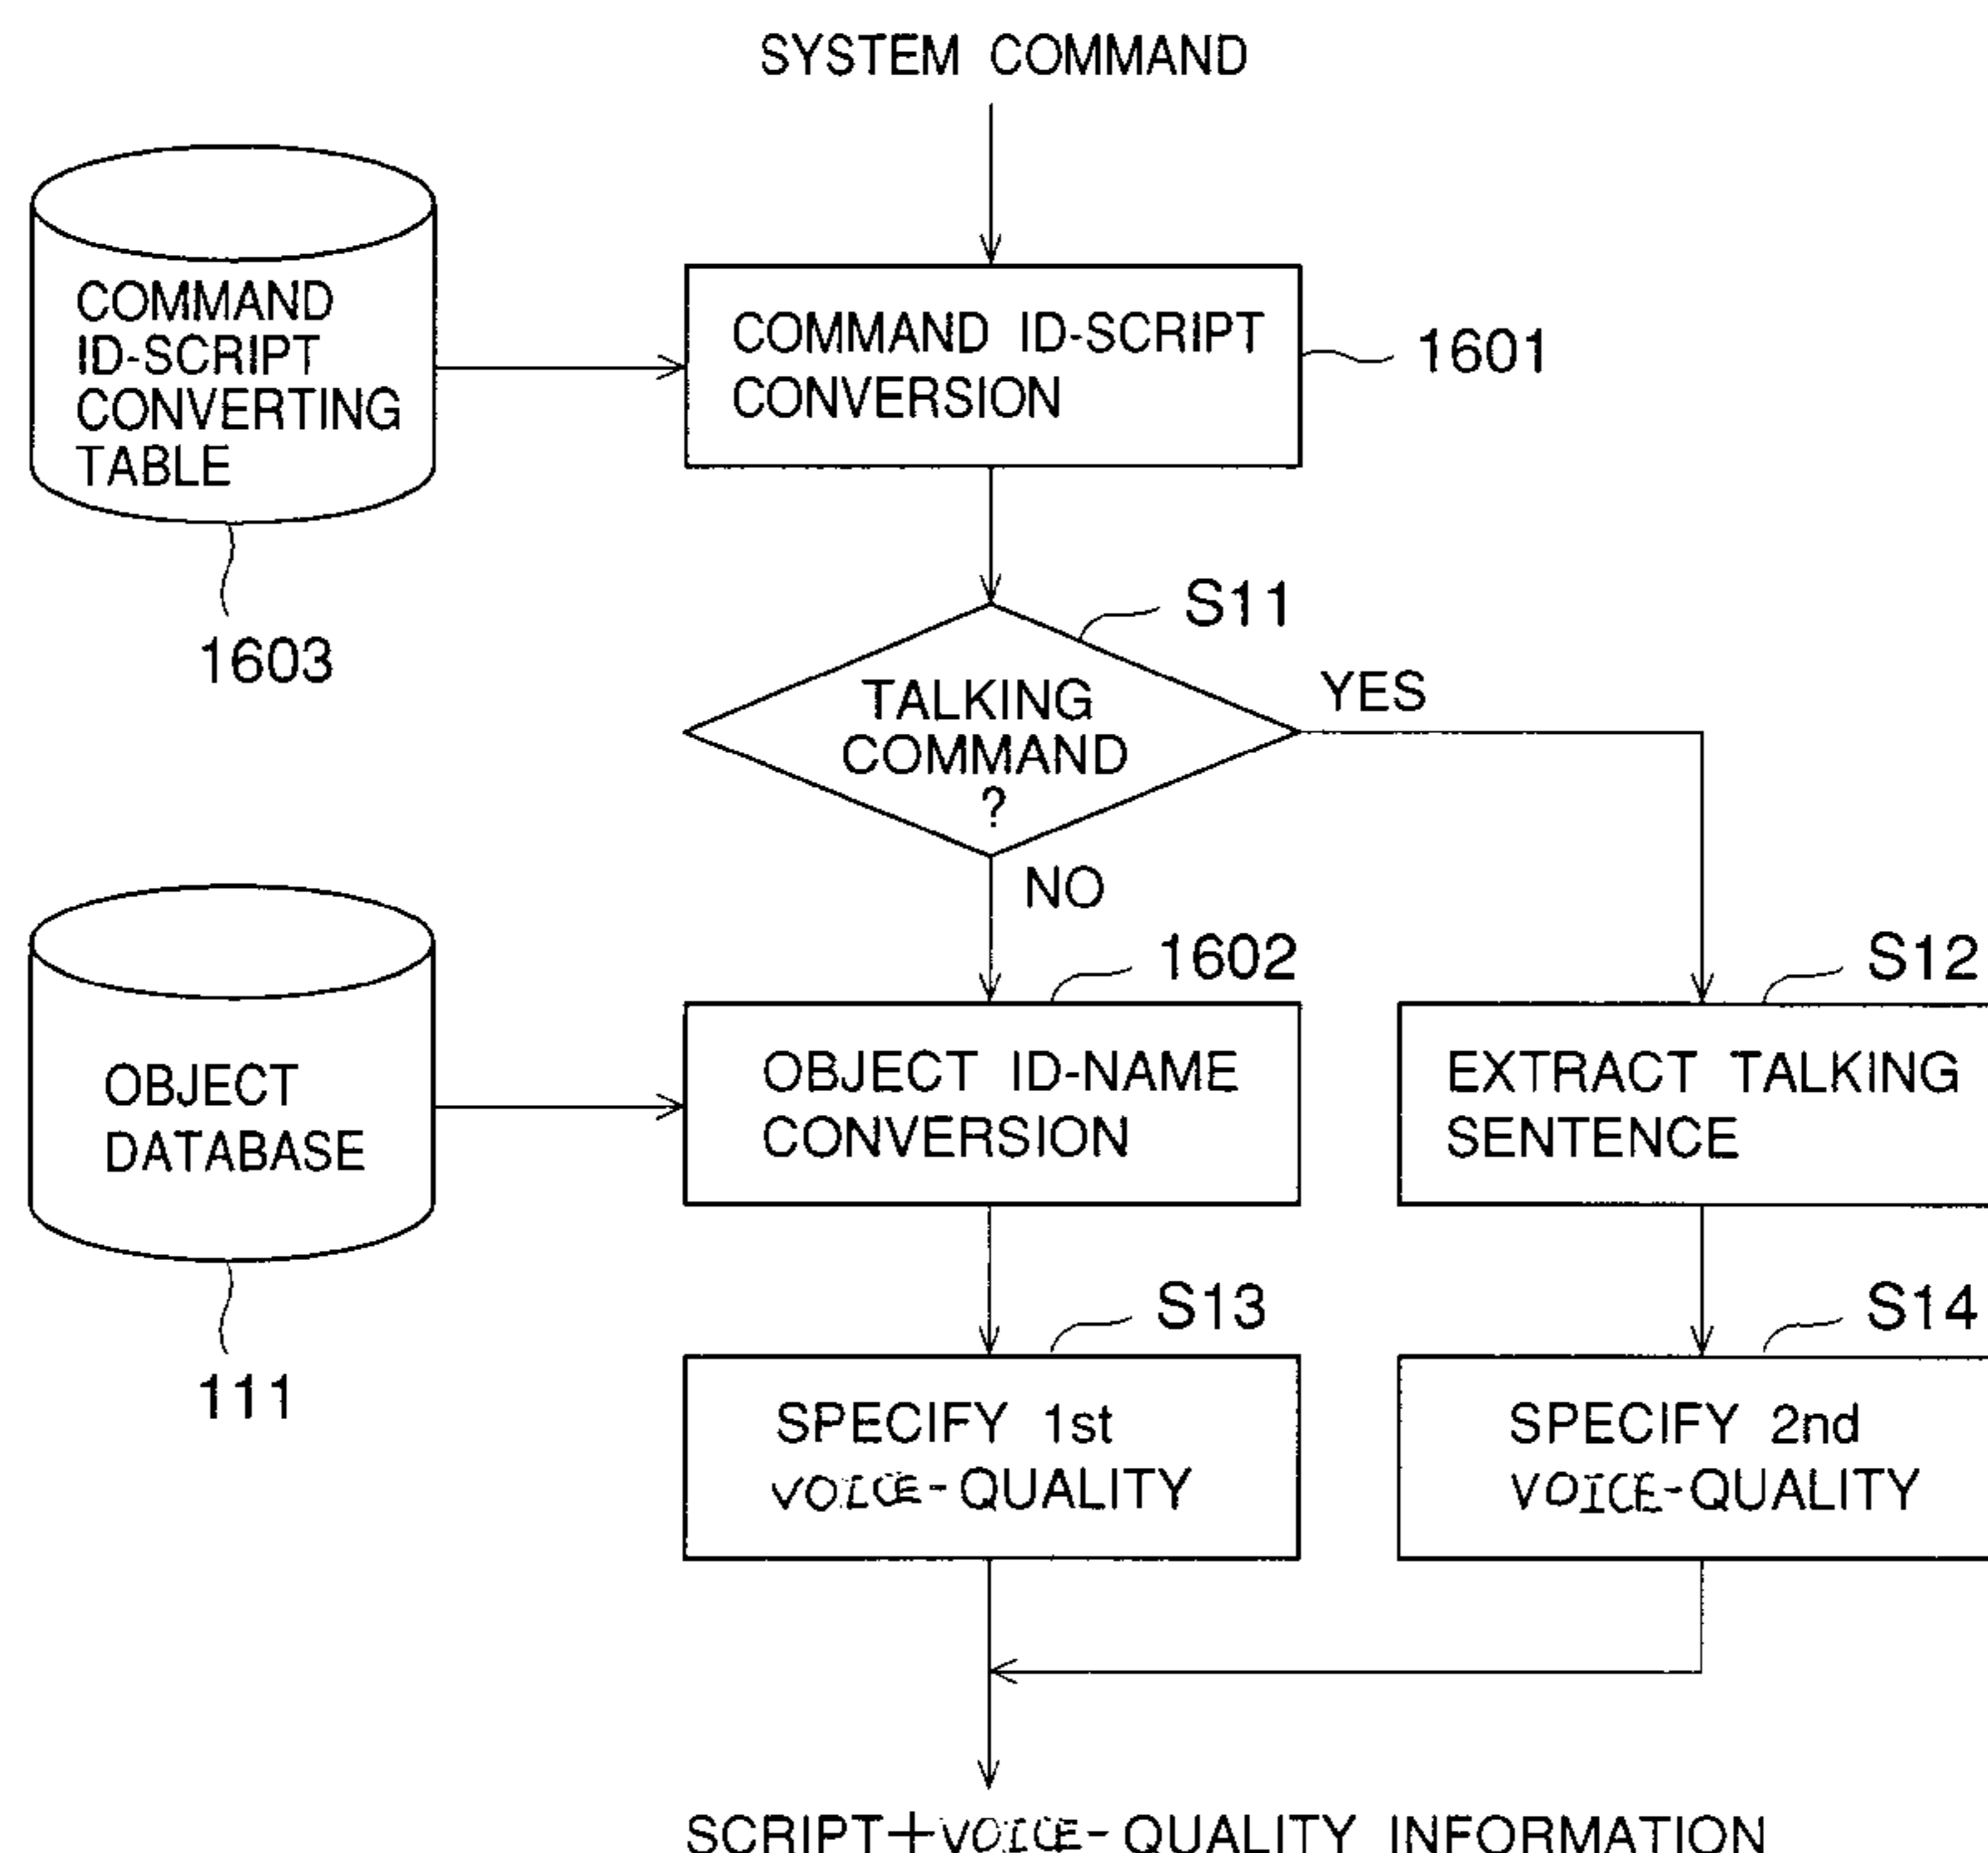 SYSTEM COMMAND
COMMAND
ID-SCRIPT
CONVERTING
TABLE
1603
COMMAND ID-SCRIPT
CONVERSION
1601
S11
TALKING
COMMAND
?
YES
NO
OBJECT
DATABASE
111
1602
OBJECT ID-NAME
CONVERSION
S12
EXTRACT TALKING
SENTENCE
S13
SPECIFY 1st
VOICE-QUALITY
S14
SPECIFY 2nd
VOICE-QUALITY
SCRIPT+VOICE-QUALITY INFORMATION